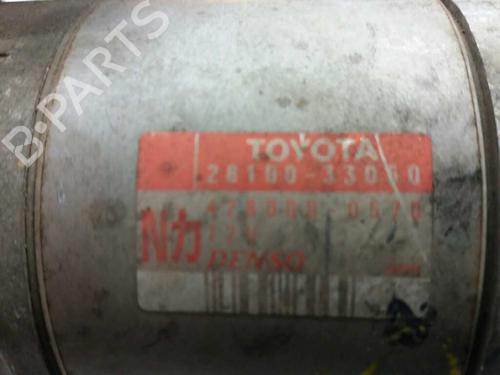 B-PARTS
TOYOTA
28100-33060
Nカ
12V
DENSO